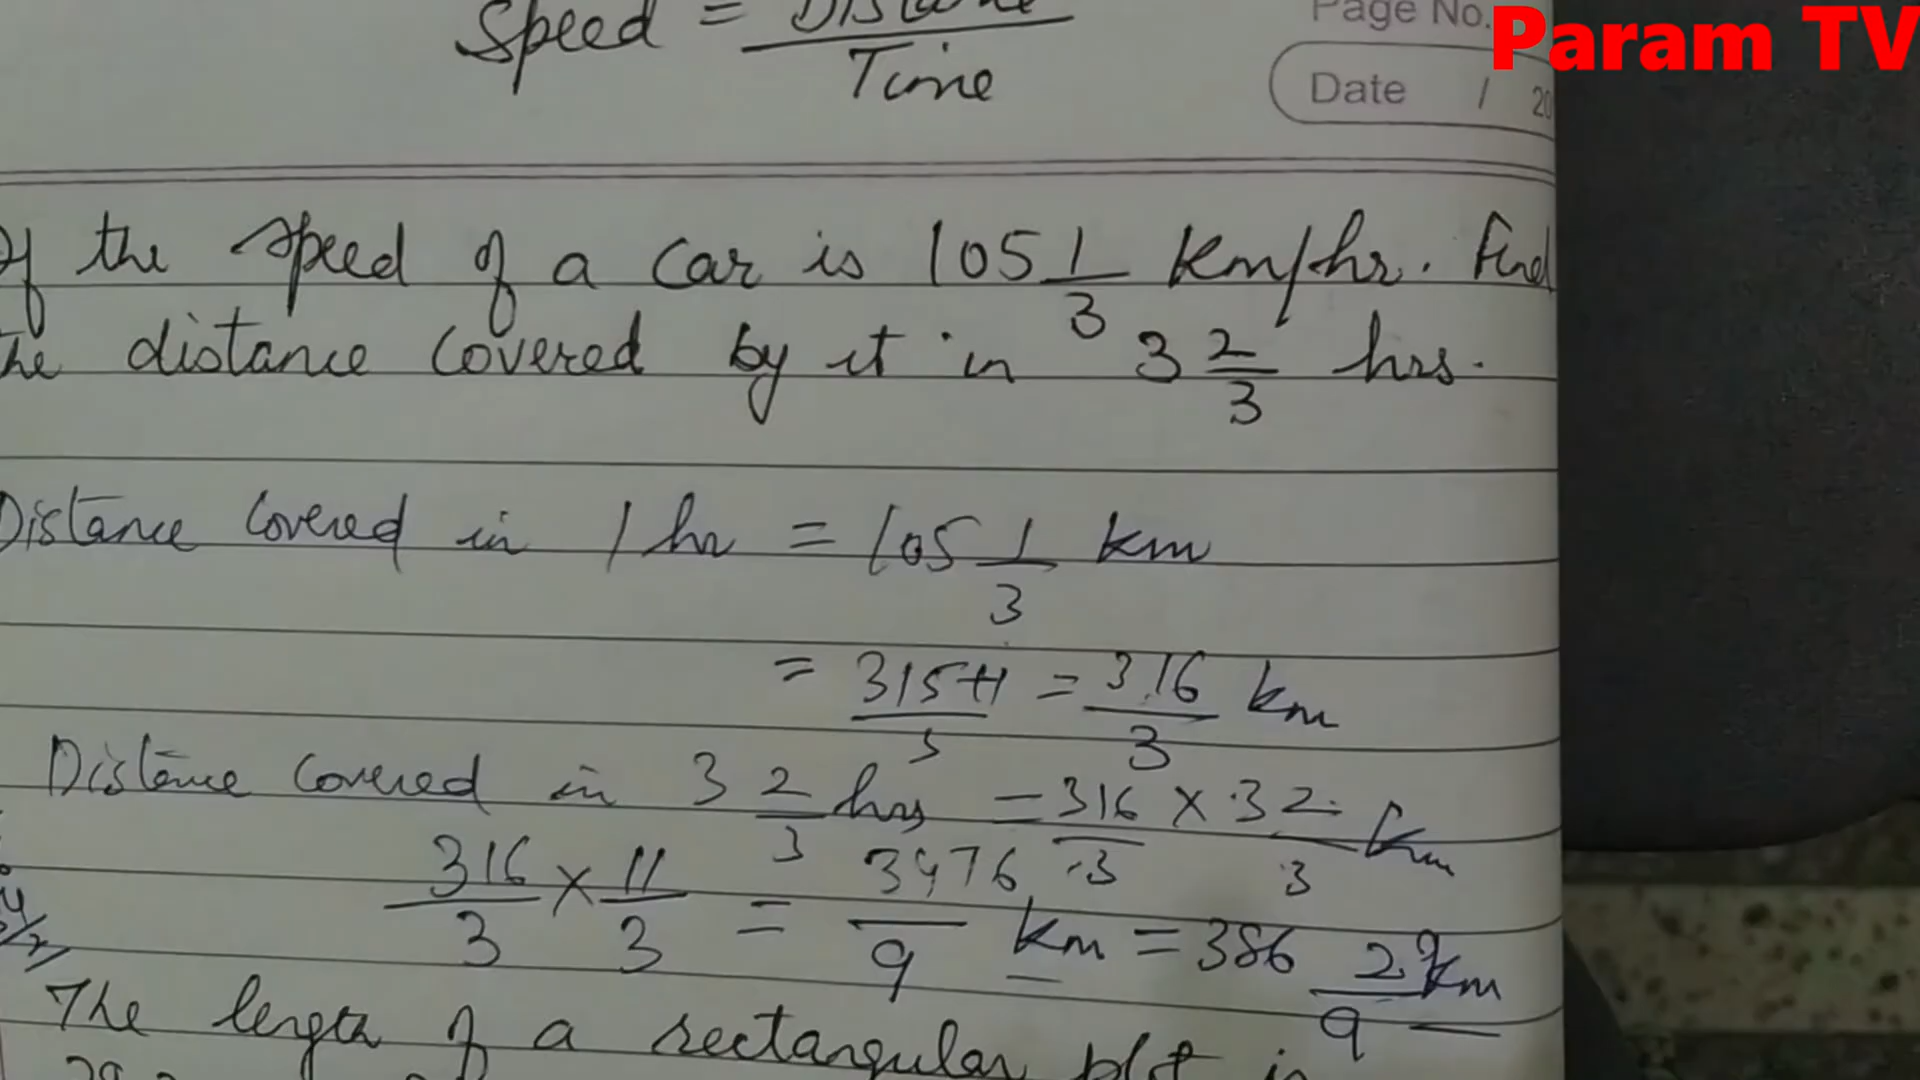 Speed = Distance / Time
Page No.
Param TV
Date / 20
If the speed of a car is 105 1/3 Km/hr. Find
the distance covered by it in 3 2/3 hrs.
Distance covered in 1 hr = 105 1/3 km
= 315+1/3 = 316/3 km
Distance covered in 3 2/3 hrs = 316/3 × 3 2/3 km
316/3 × 11/3 = 3476/9 km = 386 2/9 km
The length of a rectangular plot is